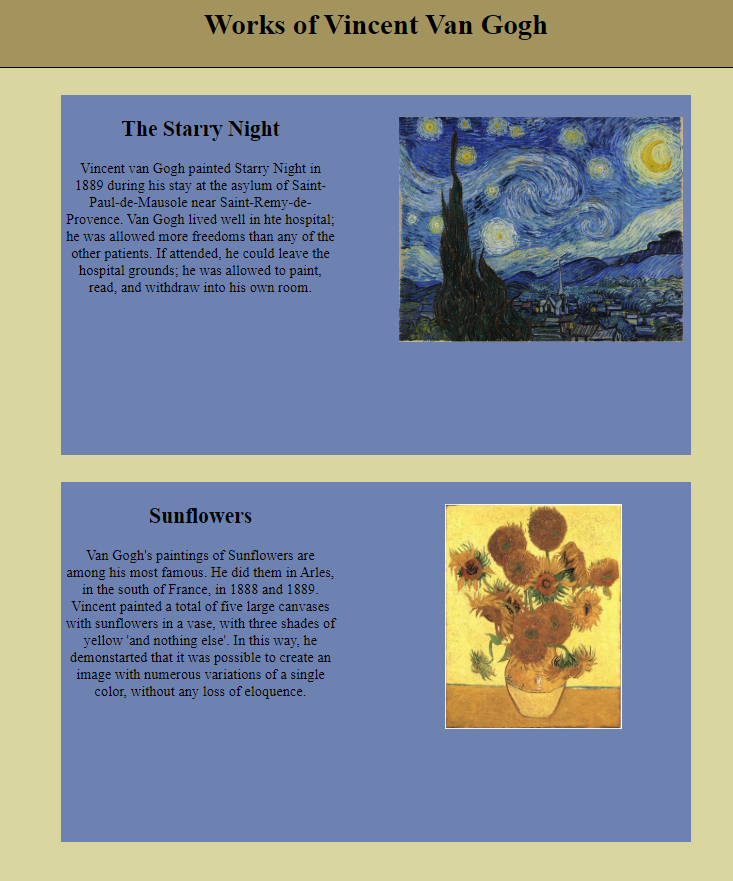 Works of Vincent Van Gogh
The Starry Night
Vincent van Gogh painted Starry Night in
1889 during his stay at the asylum of Saint-
Paul-de-Mausole near Saint-Remy-de-
Provence. Van Gogh lived well in hte hospital;
he was allowed more freedoms than any of the
other patients. If attended, he could leave the
hospital grounds; he was allowed to paint,
read, and withdraw into his own room.
Sunflowers
Van Gogh's paintings of Sunflowers are
among his most famous. He did them in Arles,
in the south of France, in 1888 and 1889.
Vincent painted a total of five large canvases
with sunflowers in a vase, with three shades of
yellow 'and nothing else'. In this way, he
demonstarted that it was possible to create an
image with numerous variations of a single
color, without any loss of eloquence.